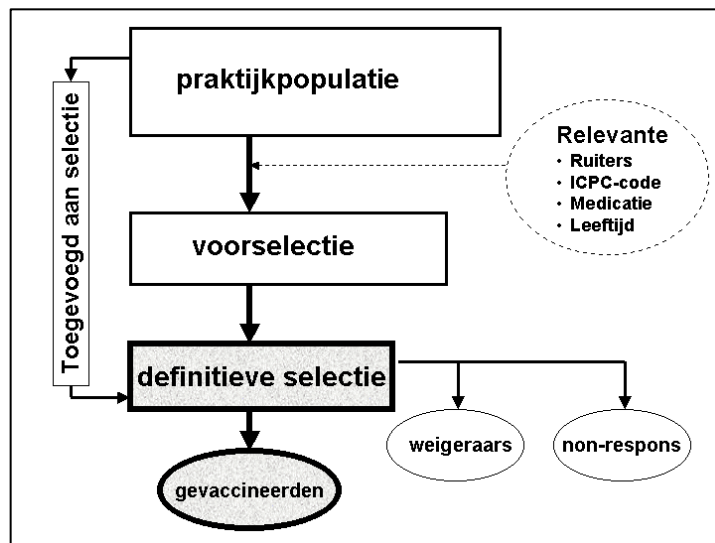 praktijkpopulatie
Toegevoegd aan selectie
Relevante
• Ruiters
• ICPC-code
• Medicatie
• Leeftijd
voorselectie
definitieve selectie
weigeraars
non-respons
gevaccineerden